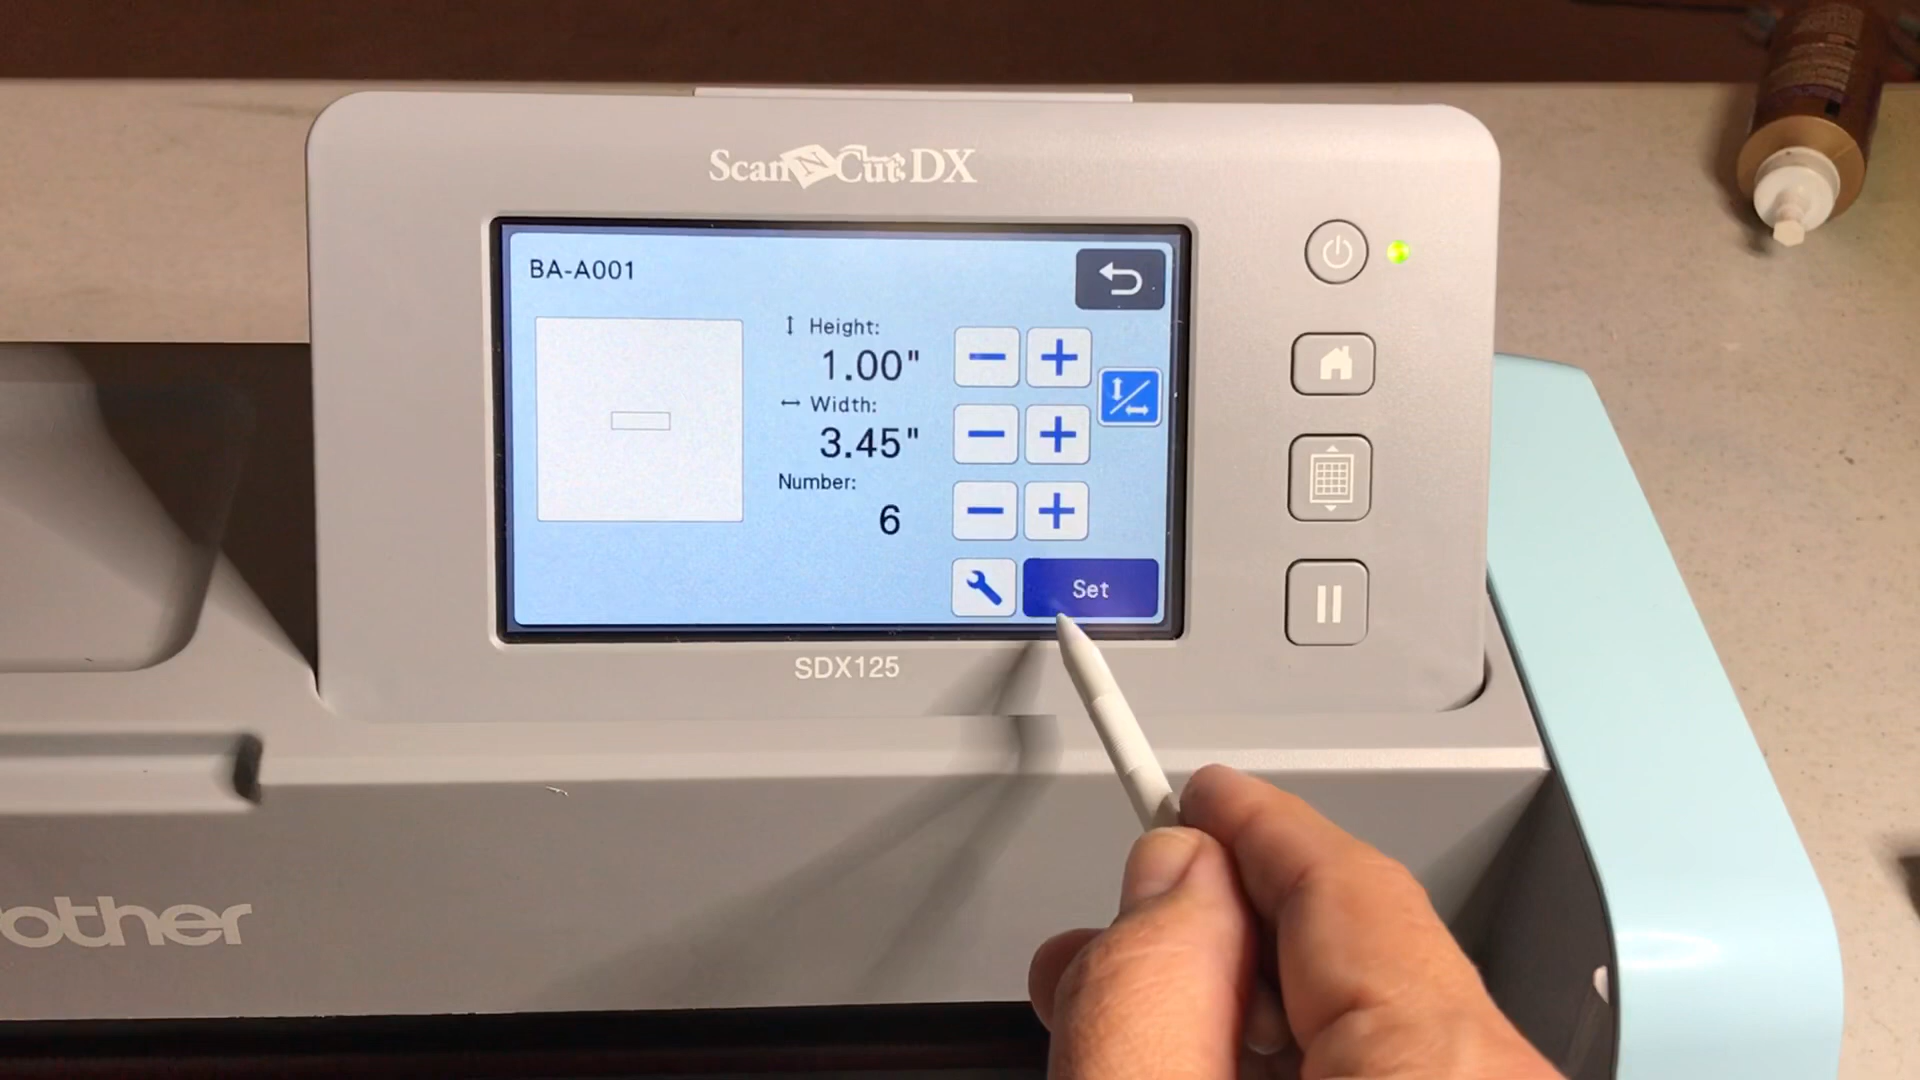 ScanNCut DX
BA-A001
Height:
1.00"
Width:
3.45"
Number:
6
Set
SDX125
other